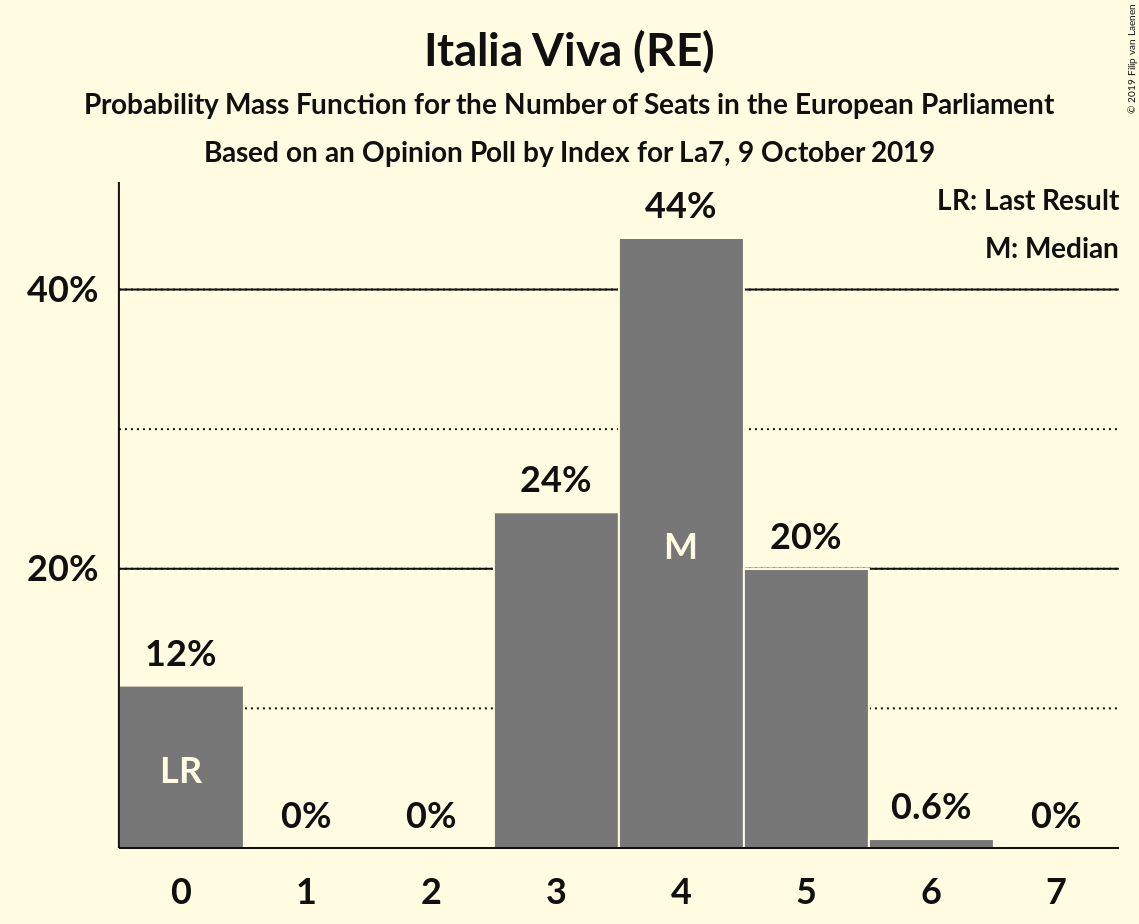 © 2019 Filip van Laenen
Italia Viva (RE)
Probability Mass Function for the Number of Seats in the European Parliament
Based on an Opinion Poll by Index for La7, 9 October 2019
LR: Last Result
M: Median
44%
40%
24%
M
20%
20%
12%
LR
0%
0%
0.6%
0%
0 1 2 3 4 5 6 7